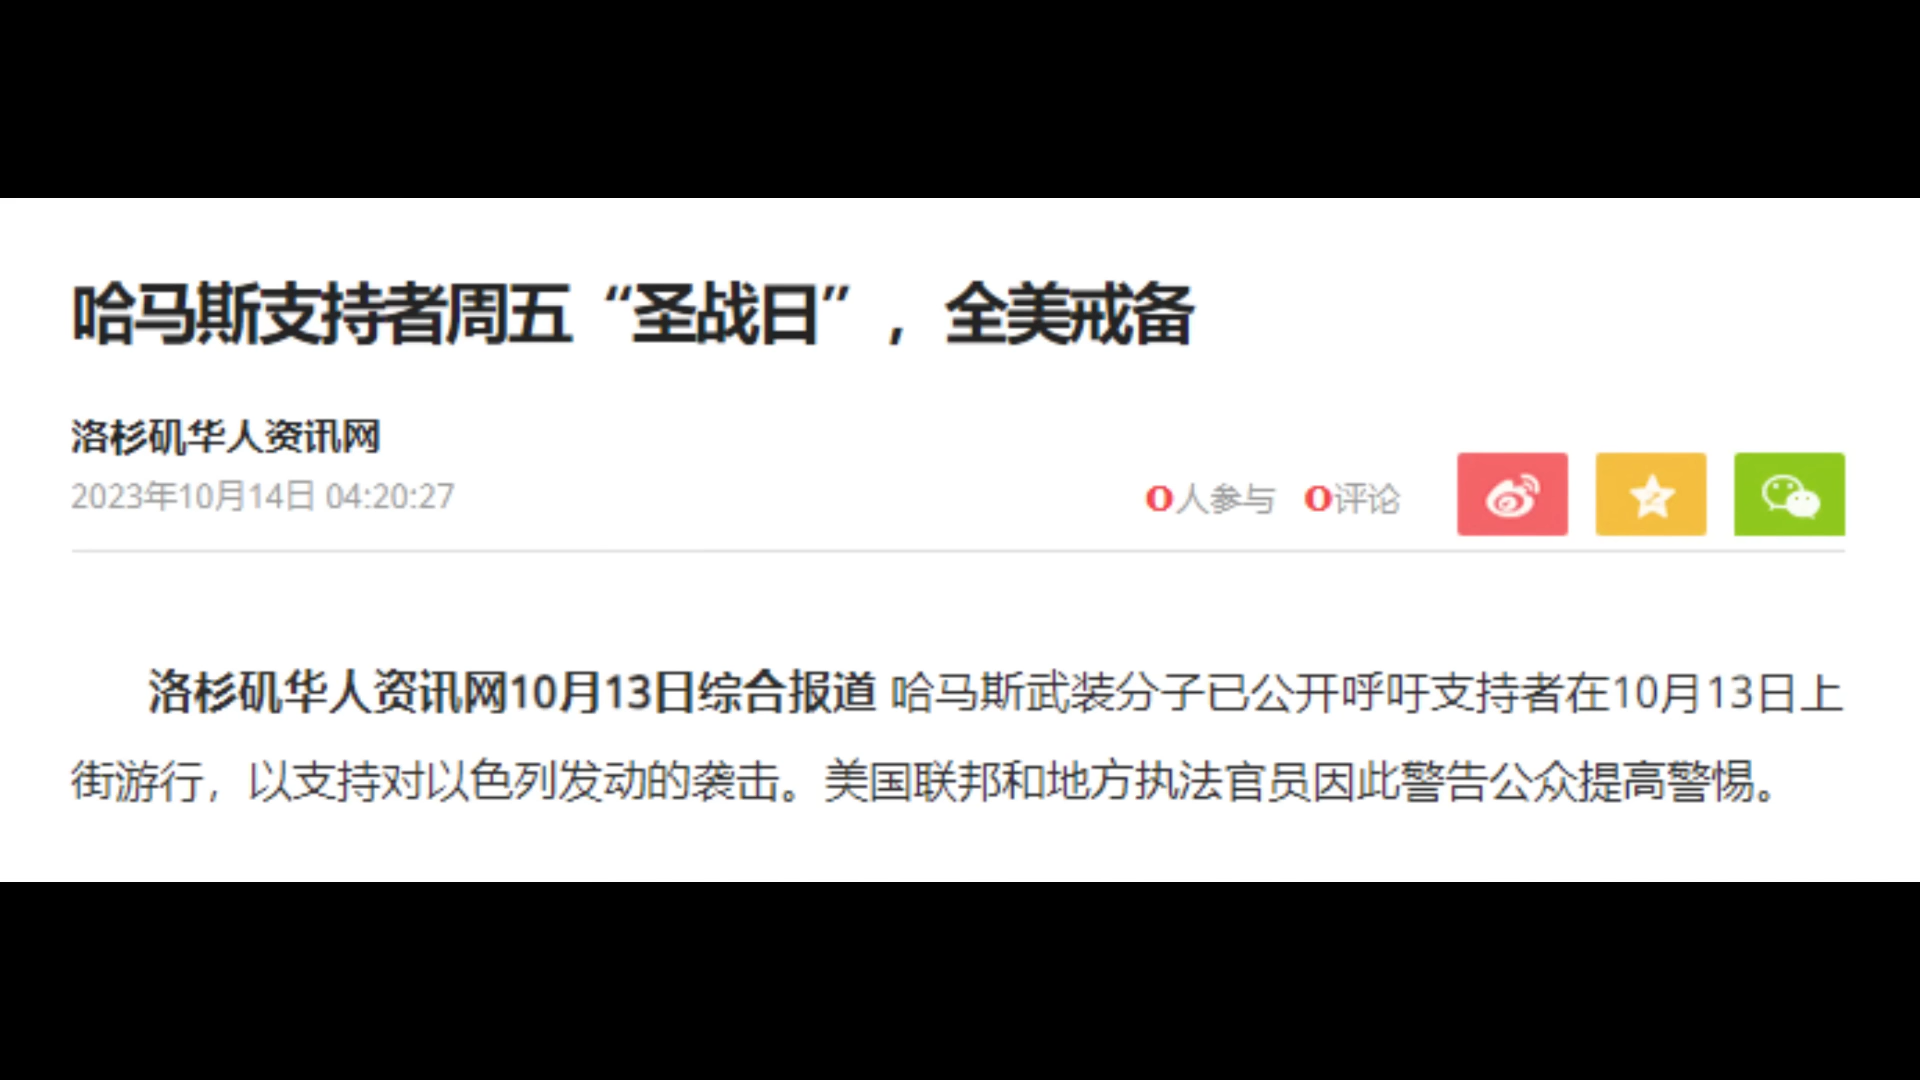 哈马斯支持者周五“圣战日”，全美戒备
洛杉矶华人资讯网
2023年10月14日 04:20:27
0人参与 0评论
洛杉矶华人资讯网10月13日综合报道 哈马斯武装分子已公开呼吁支持者在10月13日上
街游行，以支持对以色列发动的袭击。美国联邦和地方执法官员因此警告公众提高警惕。